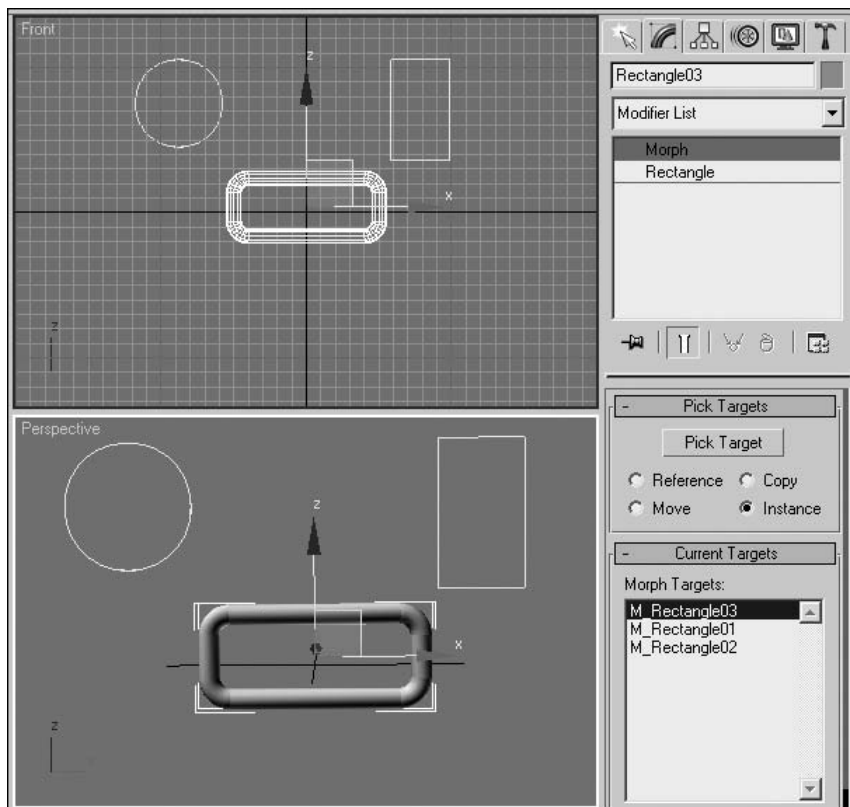 Front
z
x
z
Perspective
z
x
z
Rectangle03
Modifier List
Morph
Rectangle
- Pick Targets
Pick Target
Reference Copy
Move Instance
- Current Targets
Morph Targets:
M_Rectangle03
M_Rectangle01
M_Rectangle02